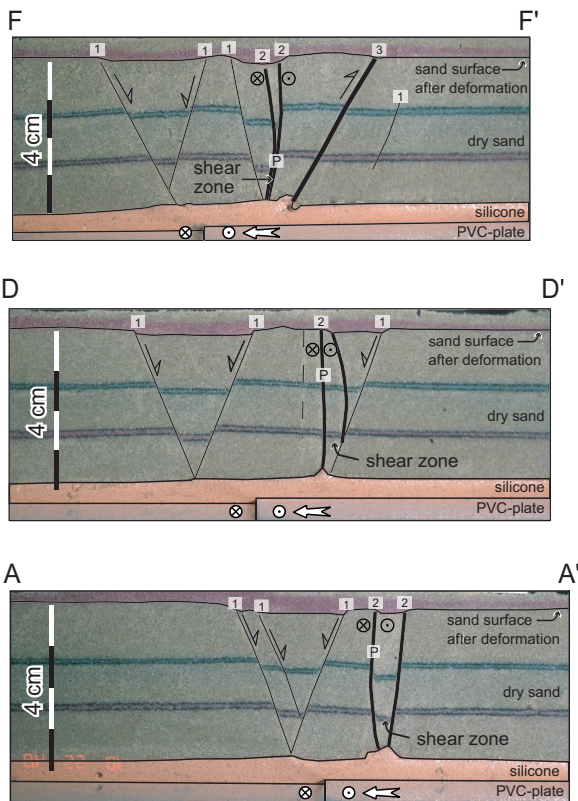 F F'
1 1 1 2 2 3
sand surface
after deformation
1
4 cm
dry sand
P
shear
zone
silicone
PVC-plate
D D'
1 1 2 1
sand surface
after deformation
P
4 cm
dry sand
shear zone
silicone
PVC-plate
A A'
1 1 1 2 2
sand surface
after deformation
P
4 cm
dry sand
shear zone
silicone
PVC-plate